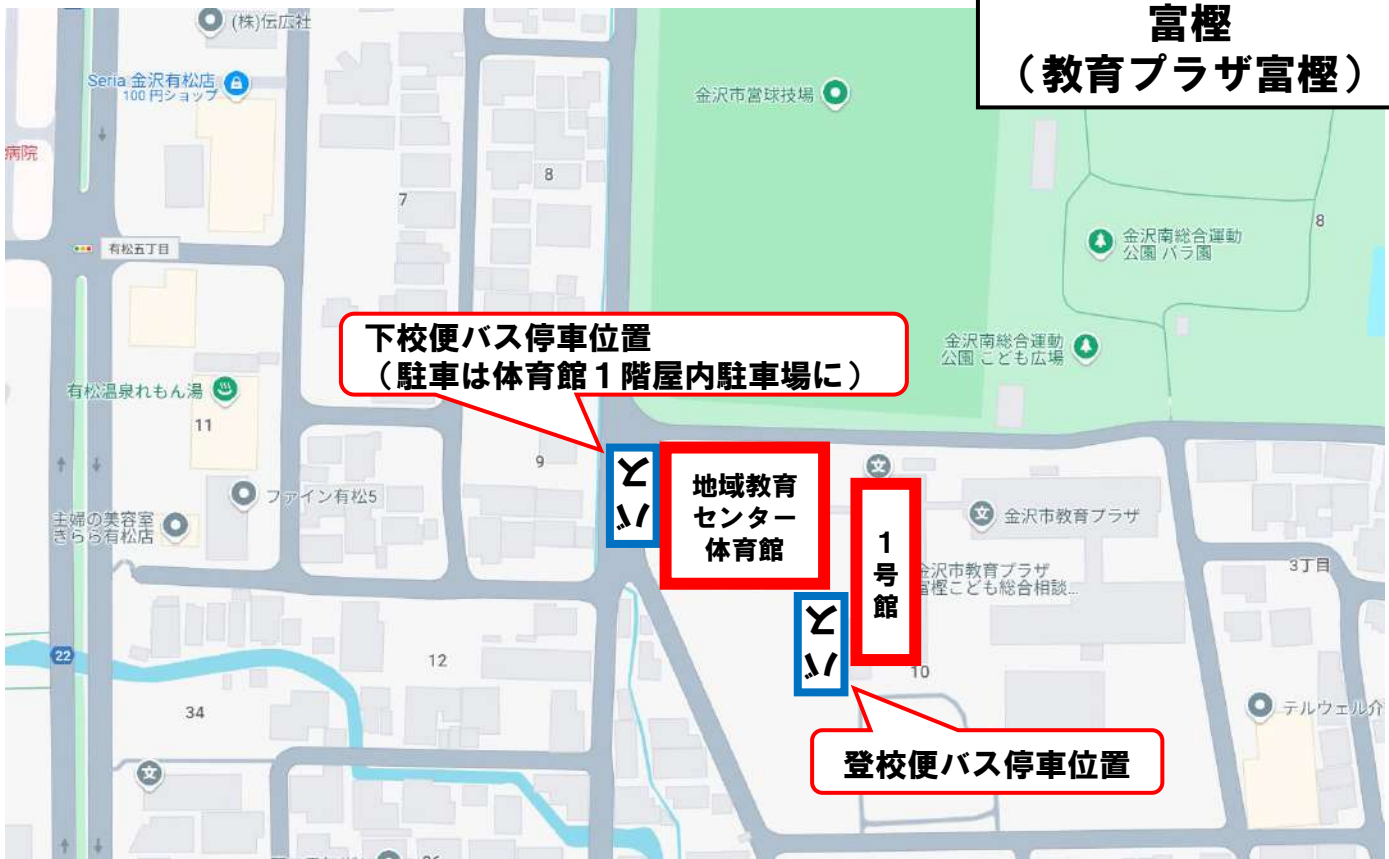 富樫
（教育プラザ富樫）
(株)伝広社
Seria 金沢有松店
100 円ショップ
金沢市営球技場
病院
8
7
8
有松五丁目
金沢南総合運動
公園 バラ園
下校便バス停車位置
（駐車は体育館１階屋内駐車場に）
金沢南総合運動
公園 こども広場
有松温泉れもん湯
11
9
バス
地域教育
センター
体育館
ファイン有松5
金沢市教育プラザ
主婦の美容室
きらら有松店
１号館
金沢市教育プラザ
富樫こども総合相談...
3丁目
バス
22
12
10
34
テルウェル介
登校便バス停車位置